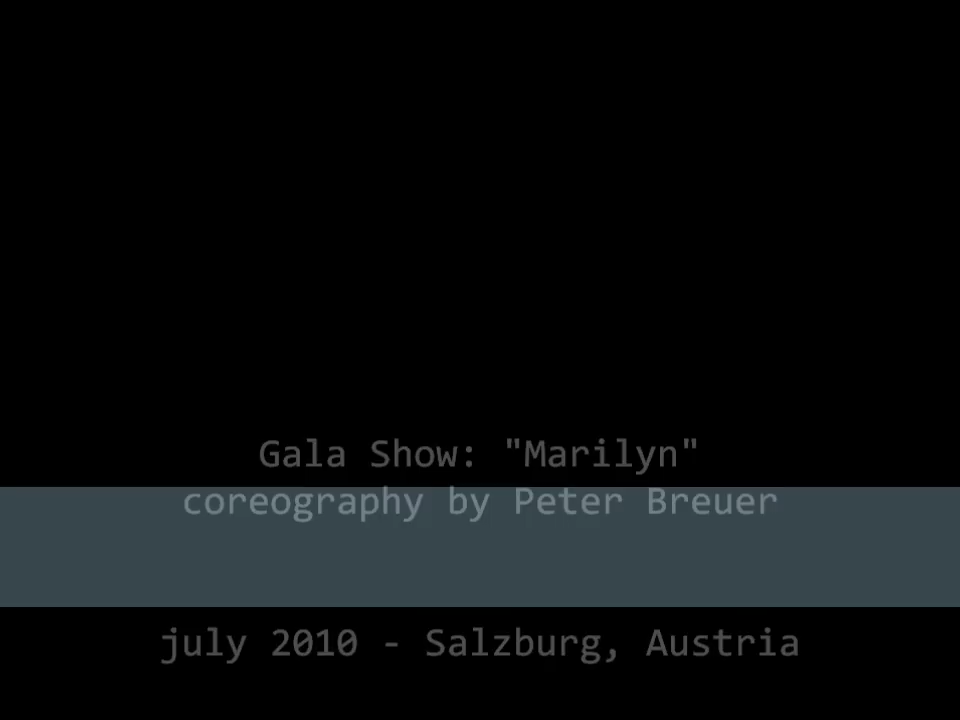 Gala Show: "Marilyn"
coreography by Peter Breuer
july 2010 - Salzburg, Austria